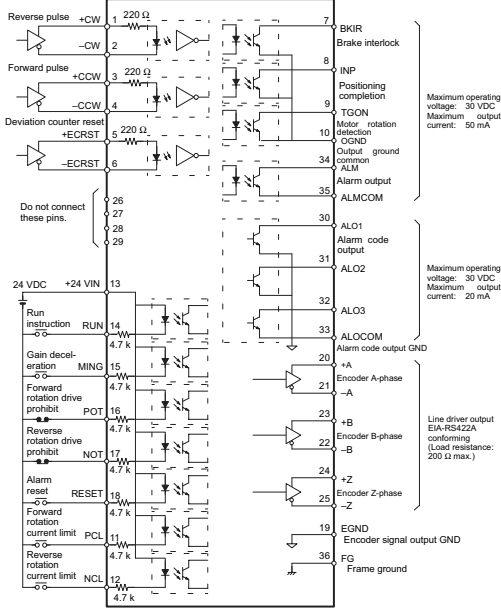 Reverse pulse
+CW 1 220 Ω
–CW 2
Forward pulse
+CCW 3 220 Ω
–CCW 4
Deviation counter reset
+ECRST 5 220 Ω
–ECRST 6
Do not connect
these pins.
26
27
28
29
24 VDC +24 VIN 13
Run
instruction RUN 14
4.7 k
Gain decel-
eration MING 15
4.7 k
Forward
rotation drive
prohibit POT 16
4.7 k
Reverse
rotation drive
prohibit NOT 17
4.7 k
Alarm
reset RESET 18
4.7 k
Forward
rotation
current limit PCL 11
4.7 k
Reverse
rotation
current limit NCL 12
4.7 k
7 BKIR
Brake interlock
8 INP
Positioning
completion
9 TGON
Motor rotation
detection
10 OGND
Output ground
common
34 ALM
Alarm output
35 ALMCOM
Maximum operating
voltage: 30 VDC
Maximum output
current: 50 mA
30 ALO1
Alarm code
output
31 ALO2
32 ALO3
33 ALOCOM
Alarm code output GND
Maximum operating
voltage: 30 VDC
Maximum output
current: 20 mA
20 +A
Encoder A-phase
21 –A
23 +B
Encoder B-phase
22 –B
24 +Z
Encoder Z-phase
25 –Z
Line driver output
EIA-RS422A
conforming
(Load resistance:
200 Ω max.)
19 EGND
Encoder signal output GND
36 FG
Frame ground